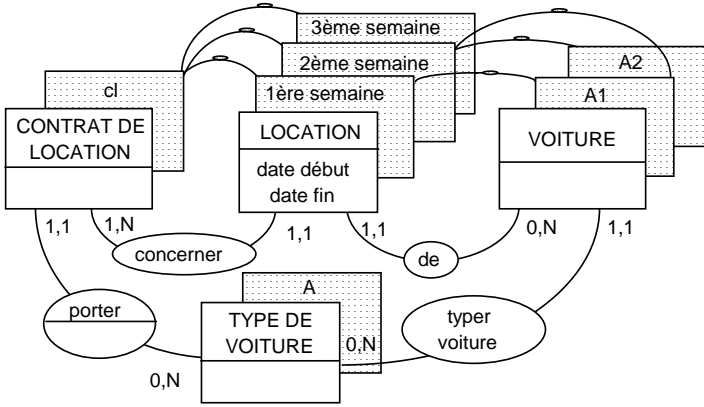 3ème semaine
2ème semaine
1ère semaine
cl
A2
A1
CONTRAT DE
LOCATION
LOCATION
date début
date fin
VOITURE
1,1
1,N
1,1
1,1
0,N
1,1
concerner
de
porter
A
TYPE DE
VOITURE
typer
voiture
0,N
0,N